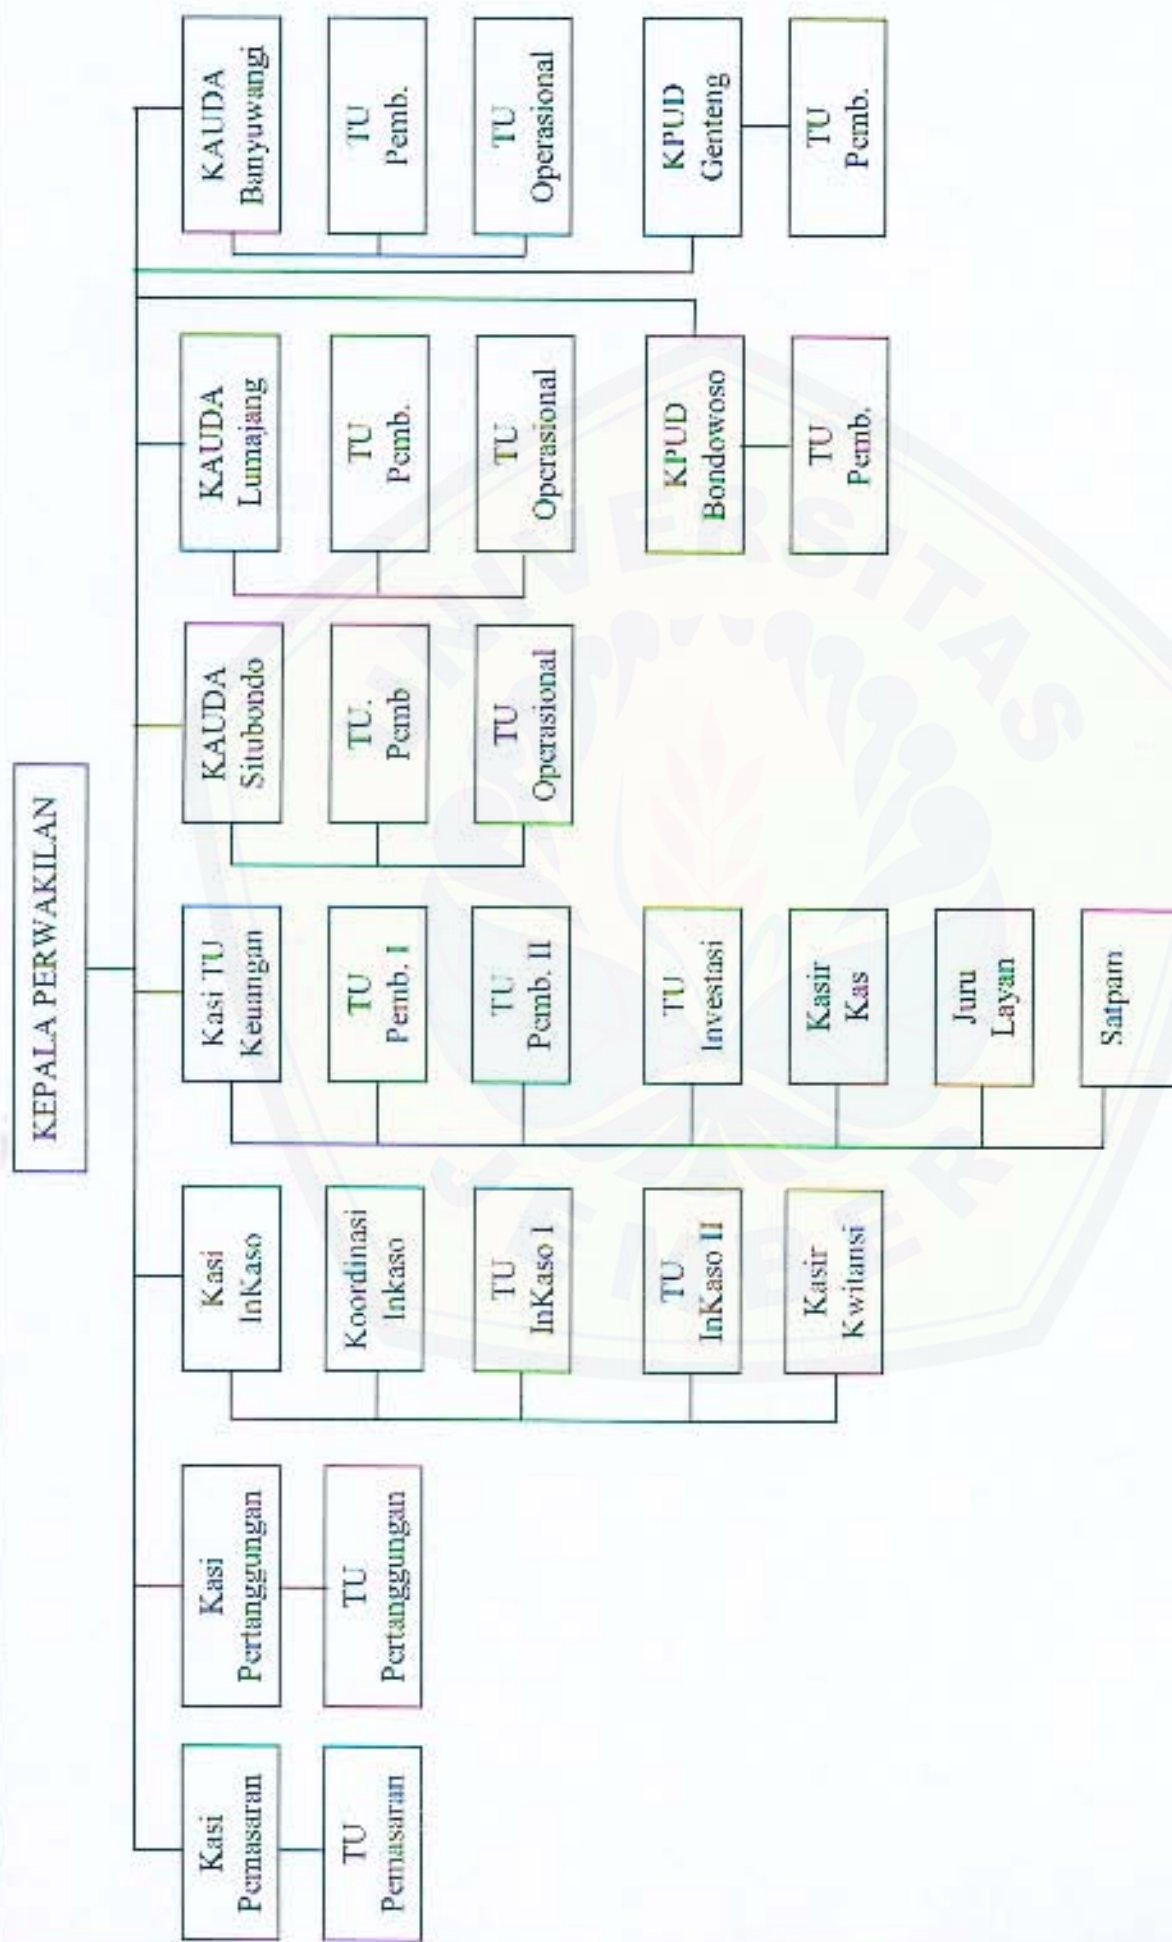 KEPALA PERWAKILAN
Kasi
Pemasaran
TU
Pemasaran
Kasi
Pertanggungan
TU
Pertanggungan
Kasi
InKaso
Koordinasi
Inkaso
TU
InKaso I
TU
InKaso II
Kasir
Kwitansi
Kasi TU
Keuangan
TU
Pemb. I
TU
Pemb. II
TU
Investasi
Kasir
Kas
Juru
Layan
Satpam
KAUDA
Situbondo
TU.
Pemb
TU
Operasional
KAUDA
Lumajang
TU
Pemb.
TU
Operasional
KPUD
Bondowoso
TU
Pemb.
KAUDA
Banyuwangi
TU
Pemb.
TU
Operasional
KPUD
Genteng
TU
Pemb.
UNIVERSITAS
JEMBER